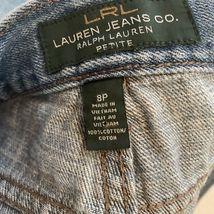 LRL
LAUREN JEANS CO.
RALPH LAUREN
PETITE
8P
MADE IN
VIETNAM
FAIT AU
VIETNAM
100% COTTON/
COTON